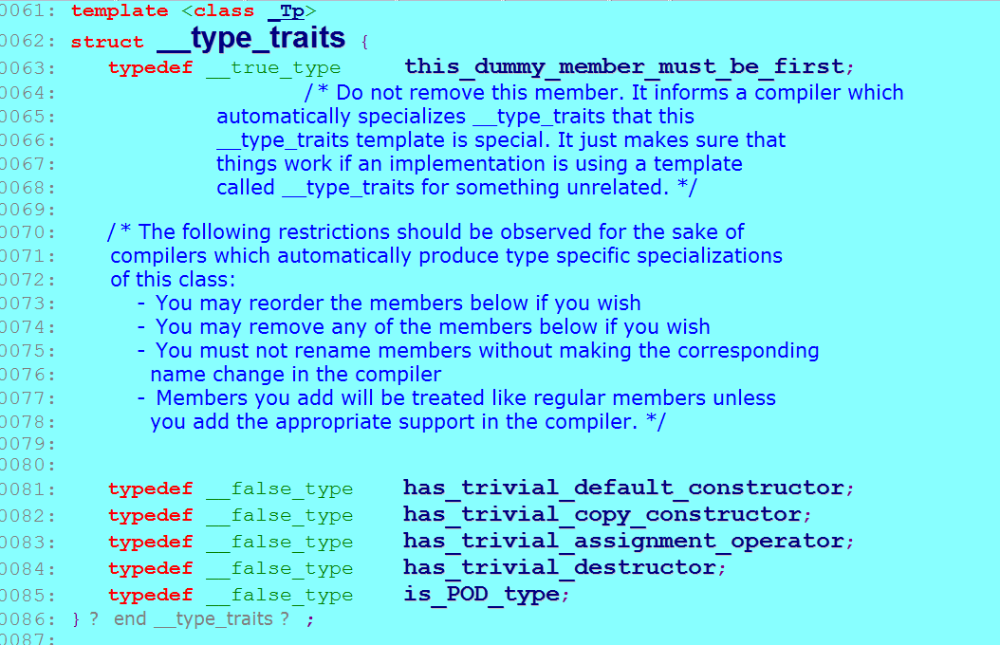 0061: template <class _Tp>
0062: struct __type_traits {
0063: typedef __true_type this_dummy_member_must_be_first;
0064: /* Do not remove this member. It informs a compiler which
0065: automatically specializes __type_traits that this
0066: __type_traits template is special. It just makes sure that
0067: things work if an implementation is using a template
0068: called __type_traits for something unrelated. */
0069:
0070: /* The following restrictions should be observed for the sake of
0071: compilers which automatically produce type specific specializations
0072: of this class:
0073: - You may reorder the members below if you wish
0074: - You may remove any of the members below if you wish
0075: - You must not rename members without making the corresponding
0076: name change in the compiler
0077: - Members you add will be treated like regular members unless
0078: you add the appropriate support in the compiler. */
0079:
0080:
0081: typedef __false_type has_trivial_default_constructor;
0082: typedef __false_type has_trivial_copy_constructor;
0083: typedef __false_type has_trivial_assignment_operator;
0084: typedef __false_type has_trivial_destructor;
0085: typedef __false_type is_POD_type;
0086: } ? end __type_traits ? ;
0087: